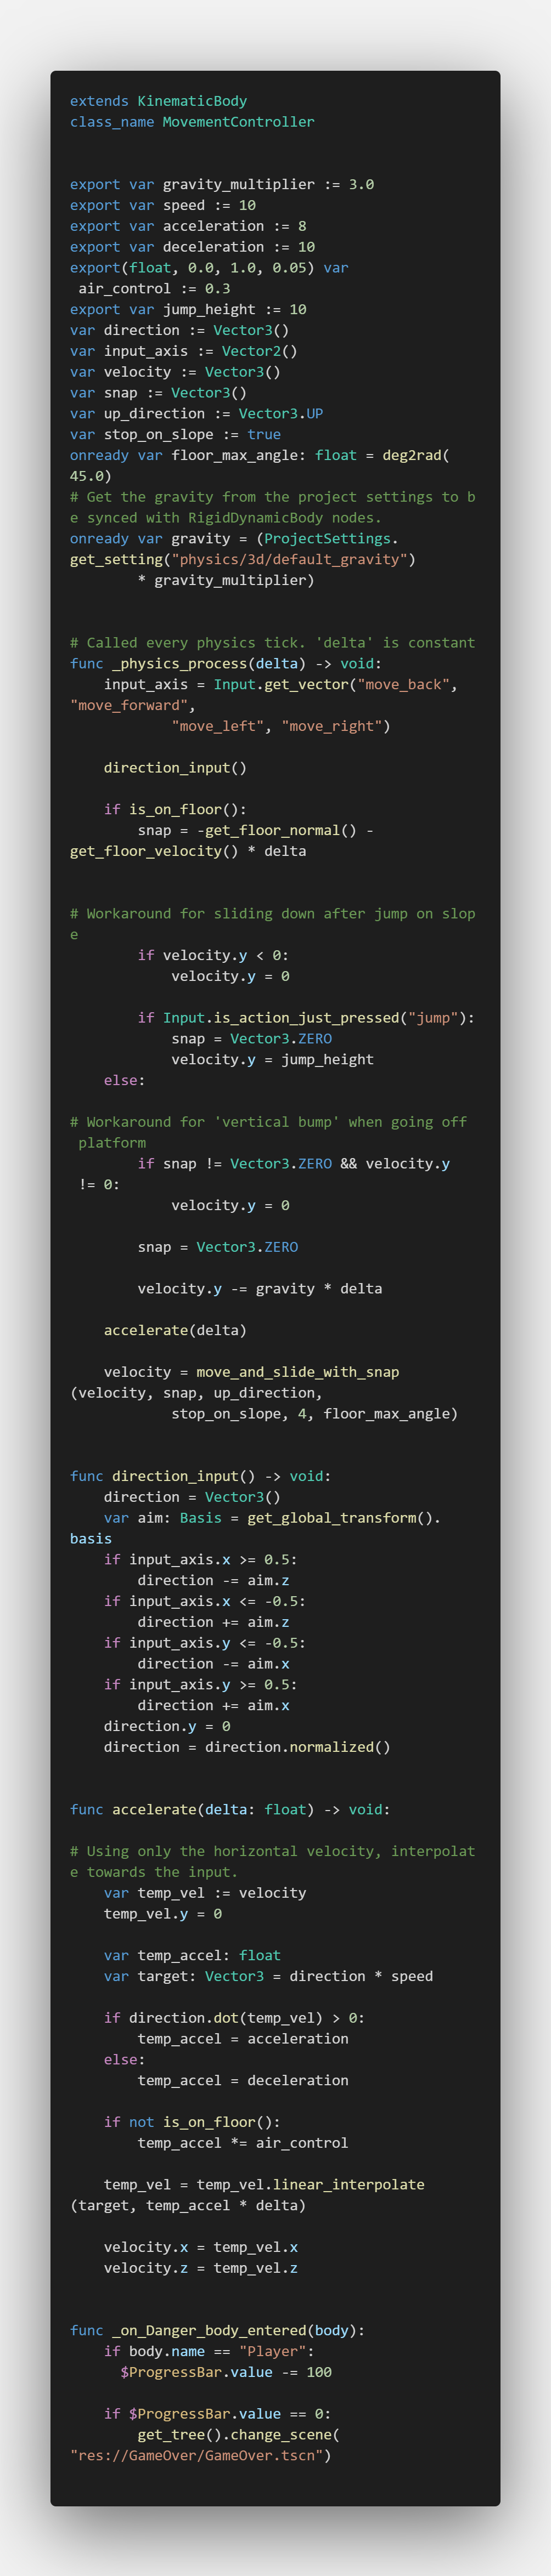 extends KinematicBody
class_name MovementController
export var gravity_multiplier := 3.0
export var speed := 10
export var acceleration := 8
export var deceleration := 10
export(float, 0.0, 1.0, 0.05) var
 air_control := 0.3
export var jump_height := 10
var direction := Vector3()
var input_axis := Vector2()
var velocity := Vector3()
var snap := Vector3()
var up_direction := Vector3.UP
var stop_on_slope := true
onready var floor_max_angle: float = deg2rad(
45.0)
# Get the gravity from the project settings to b
e synced with RigidDynamicBody nodes.
onready var gravity = (ProjectSettings.
get_setting("physics/3d/default_gravity")
        * gravity_multiplier)
# Called every physics tick. 'delta' is constant
func _physics_process(delta) -> void:
    input_axis = Input.get_vector("move_back",
"move_forward",
            "move_left", "move_right")
    direction_input()
    if is_on_floor():
        snap = -get_floor_normal() -
get_floor_velocity() * delta
# Workaround for sliding down after jump on slop
e
        if velocity.y < 0:
            velocity.y = 0
        if Input.is_action_just_pressed("jump"):
            snap = Vector3.ZERO
            velocity.y = jump_height
    else:
# Workaround for 'vertical bump' when going off
 platform
        if snap != Vector3.ZERO && velocity.y
 != 0:
            velocity.y = 0
        snap = Vector3.ZERO
        velocity.y -= gravity * delta
    accelerate(delta)
    velocity = move_and_slide_with_snap
(velocity, snap, up_direction,
            stop_on_slope, 4, floor_max_angle)
func direction_input() -> void:
    direction = Vector3()
    var aim: Basis = get_global_transform().
basis
    if input_axis.x >= 0.5:
        direction -= aim.z
    if input_axis.x <= -0.5:
        direction += aim.z
    if input_axis.y <= -0.5:
        direction -= aim.x
    if input_axis.y >= 0.5:
        direction += aim.x
    direction.y = 0
    direction = direction.normalized()
func accelerate(delta: float) -> void:
# Using only the horizontal velocity, interpolat
e towards the input.
    var temp_vel := velocity
    temp_vel.y = 0
    var temp_accel: float
    var target: Vector3 = direction * speed
    if direction.dot(temp_vel) > 0:
        temp_accel = acceleration
    else:
        temp_accel = deceleration
    if not is_on_floor():
        temp_accel *= air_control
    temp_vel = temp_vel.linear_interpolate
(target, temp_accel * delta)
    velocity.x = temp_vel.x
    velocity.z = temp_vel.z
func _on_Danger_body_entered(body):
    if body.name == "Player":
      $ProgressBar.value -= 100
    if $ProgressBar.value == 0:
        get_tree().change_scene(
"res://GameOver/GameOver.tscn")